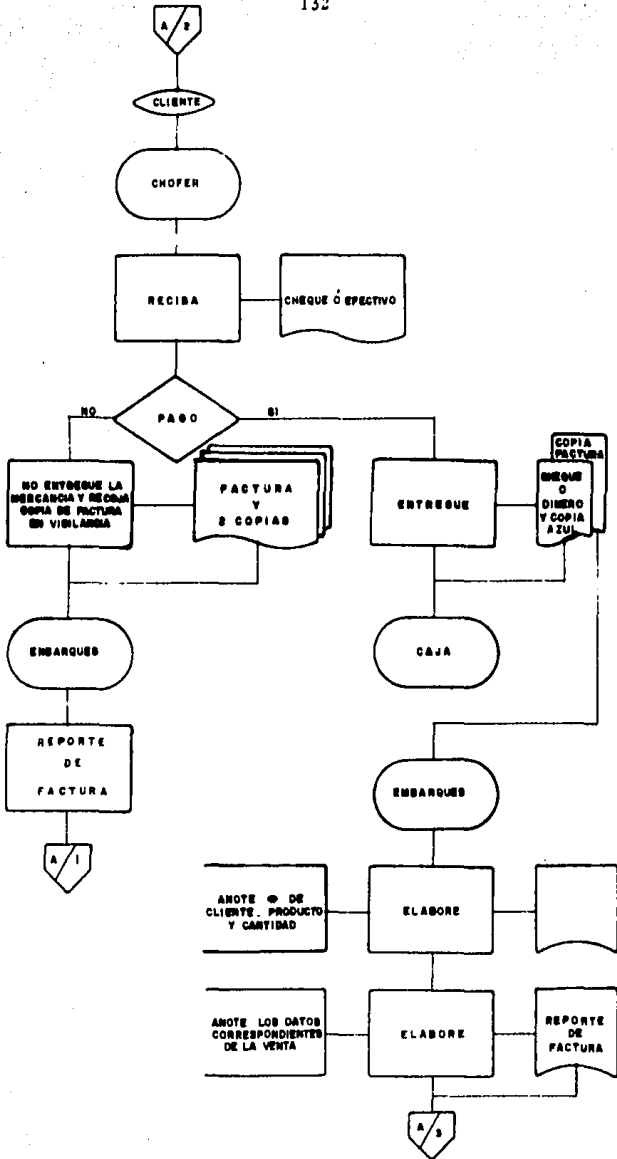 132
A/2
CLIENTE
CHOFER
RECIBA
CHEQUE Ó EFECTIVO
PAGO
NO
SI
NO ENTREGUE LA
MERCANCIA Y RECOJA
COPIA DE FACTURA
EN VIGILANCIA
FACTURA
Y
2 COPIAS
ENTREGUE
COPIA
FACTURA
CHEQUE
O
DINERO
Y COPIA
AZUL
EMBARQUES
CAJA
REPORTE
DE
FACTURA
A/1
EMBARQUES
ANOTE DE
CLIENTE. PRODUCTO
Y CANTIDAD
ELABORE
ANOTE LOS DATOS
CORRESPONDIENTES
DE LA VENTA
ELABORE
REPORTE
DE
FACTURA
A/3